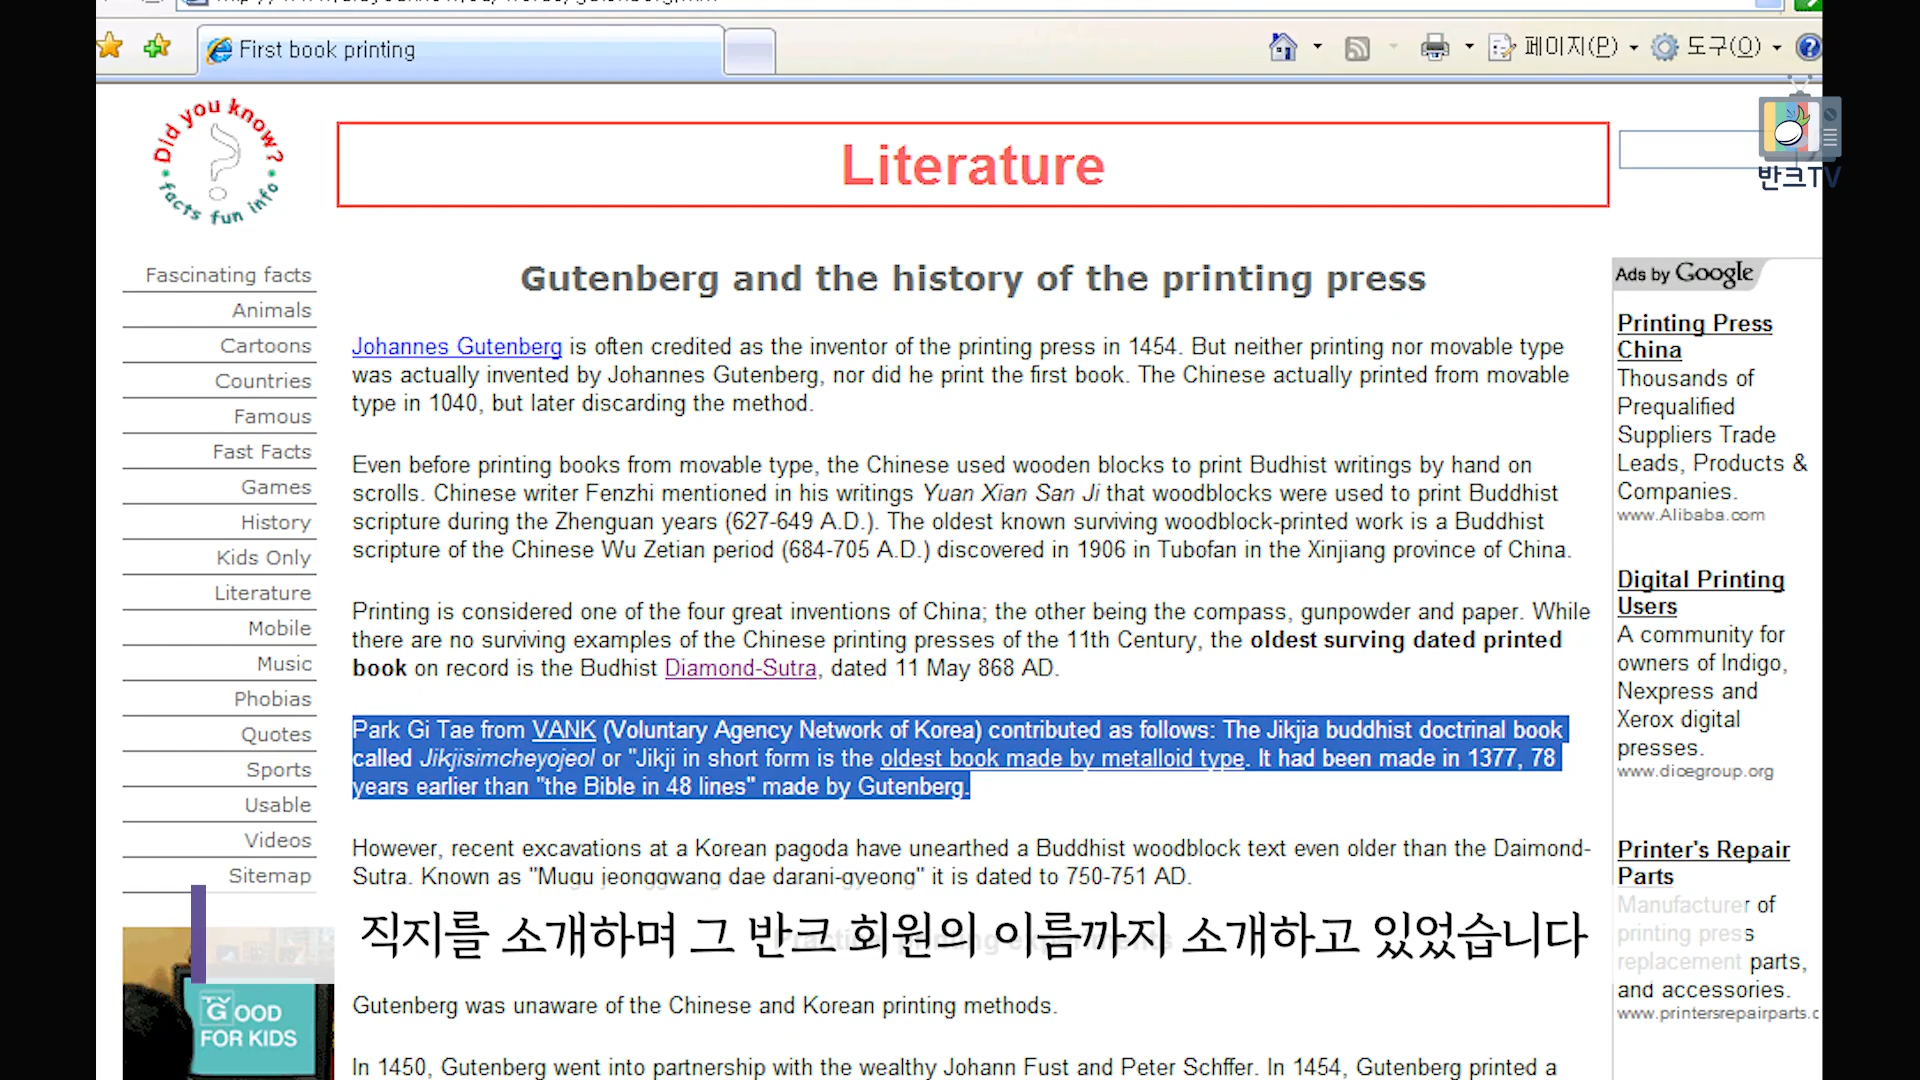 First book printing
페이지(P)
도구(O)
Did you know?
facts fun info
Literature
반크TV
Fascinating facts
Animals
Cartoons
Countries
Famous
Fast Facts
Games
History
Kids Only
Literature
Mobile
Music
Phobias
Quotes
Sports
Usable
Videos
Sitemap
Gutenberg and the history of the printing press
Johannes Gutenberg is often credited as the inventor of the printing press in 1454. But neither printing nor movable type
was actually invented by Johannes Gutenberg, nor did he print the first book. The Chinese actually printed from movable
type in 1040, but later discarding the method.
Even before printing books from movable type, the Chinese used wooden blocks to print Budhist writings by hand on
scrolls. Chinese writer Fenzhi mentioned in his writings Yuan Xian San Ji that woodblocks were used to print Buddhist
scripture during the Zhenguan years (627-649 A.D.). The oldest known surviving woodblock-printed work is a Buddhist
scripture of the Chinese Wu Zetian period (684-705 A.D.) discovered in 1906 in Tubofan in the Xinjiang province of China.
Printing is considered one of the four great inventions of China; the other being the compass, gunpowder and paper. While
there are no surviving examples of the Chinese printing presses of the 11th Century, the oldest surving dated printed
book on record is the Budhist Diamond-Sutra, dated 11 May 868 AD.
Park Gi Tae from VANK (Voluntary Agency Network of Korea) contributed as follows: The Jikjia buddhist doctrinal book
called Jikjisimcheyojeol or "Jikji in short form is the oldest book made by metalloid type. It had been made in 1377, 78
years earlier than "the Bible in 48 lines" made by Gutenberg.
However, recent excavations at a Korean pagoda have unearthed a Buddhist woodblock text even older than the Daimond-
Sutra. Known as "Mugu jeonggwang dae darani-gyeong" it is dated to 750-751 AD.
직지를 소개하며 그 반크 회원의 이름까지 소개하고 있었습니다
Gutenberg was unaware of the Chinese and Korean printing methods.
In 1450, Gutenberg went into partnership with the wealthy Johann Fust and Peter Schffer. In 1454, Gutenberg printed a
Ads by Google
Printing Press
China
Thousands of
Prequalified
Suppliers Trade
Leads, Products &
Companies.
www.Alibaba.com
Digital Printing
Users
A community for
owners of Indigo,
Nexpress and
Xerox digital
presses.
www.dicegroup.org
Printer's Repair
Parts
Manufacturer of
printing press
replacement parts,
and accessories.
www.printersrepairparts.c
GOOD
FOR KIDS